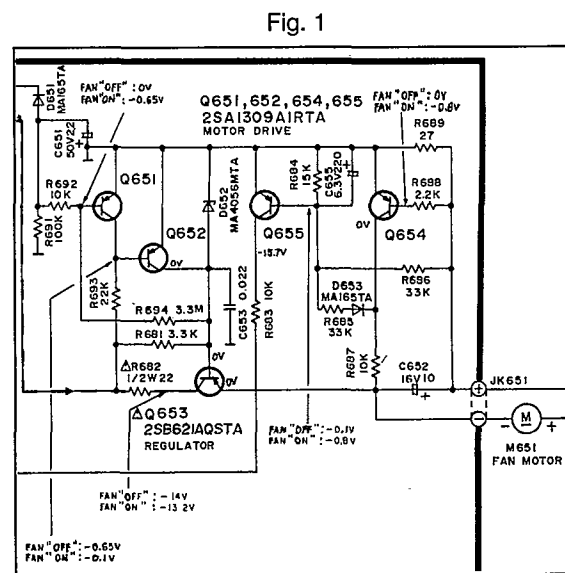 Fig. 1
D651
MA165TA
FAN"OFF": 0V
FAN"ON": -0.65V
C651
50V2.2
+
Q651, 652, 654, 655
2SA1309A1RTA
MOTOR DRIVE
FAN"OFF": 0V
FAN"ON": -0.8V
R689
27
R692
10K
Q651
R691
100K
D652
MA4056MTA
R684
15K
C655
6.3V220
+
R698
2.2K
Q652
Q655
0V
Q654
0V
-13.7V
R693
22K
C653 0.022
D653
MA165TA
R686
33K
R694 3.3M
R683 10K
R685
33K
R681 3.3K
R687
10K
0V
R682
1/2W22
0V
C652
16V10
+
+
JK651
Q653
2SB621AQSTA
REGULATOR
FAN"OFF": -0.1V
FAN"ON": -0.8V
-
-
M
+
M651
FAN MOTOR
FAN"OFF": -14V
FAN"ON": -13.2V
FAN"OFF": -0.65V
FAN"ON": -0.1V